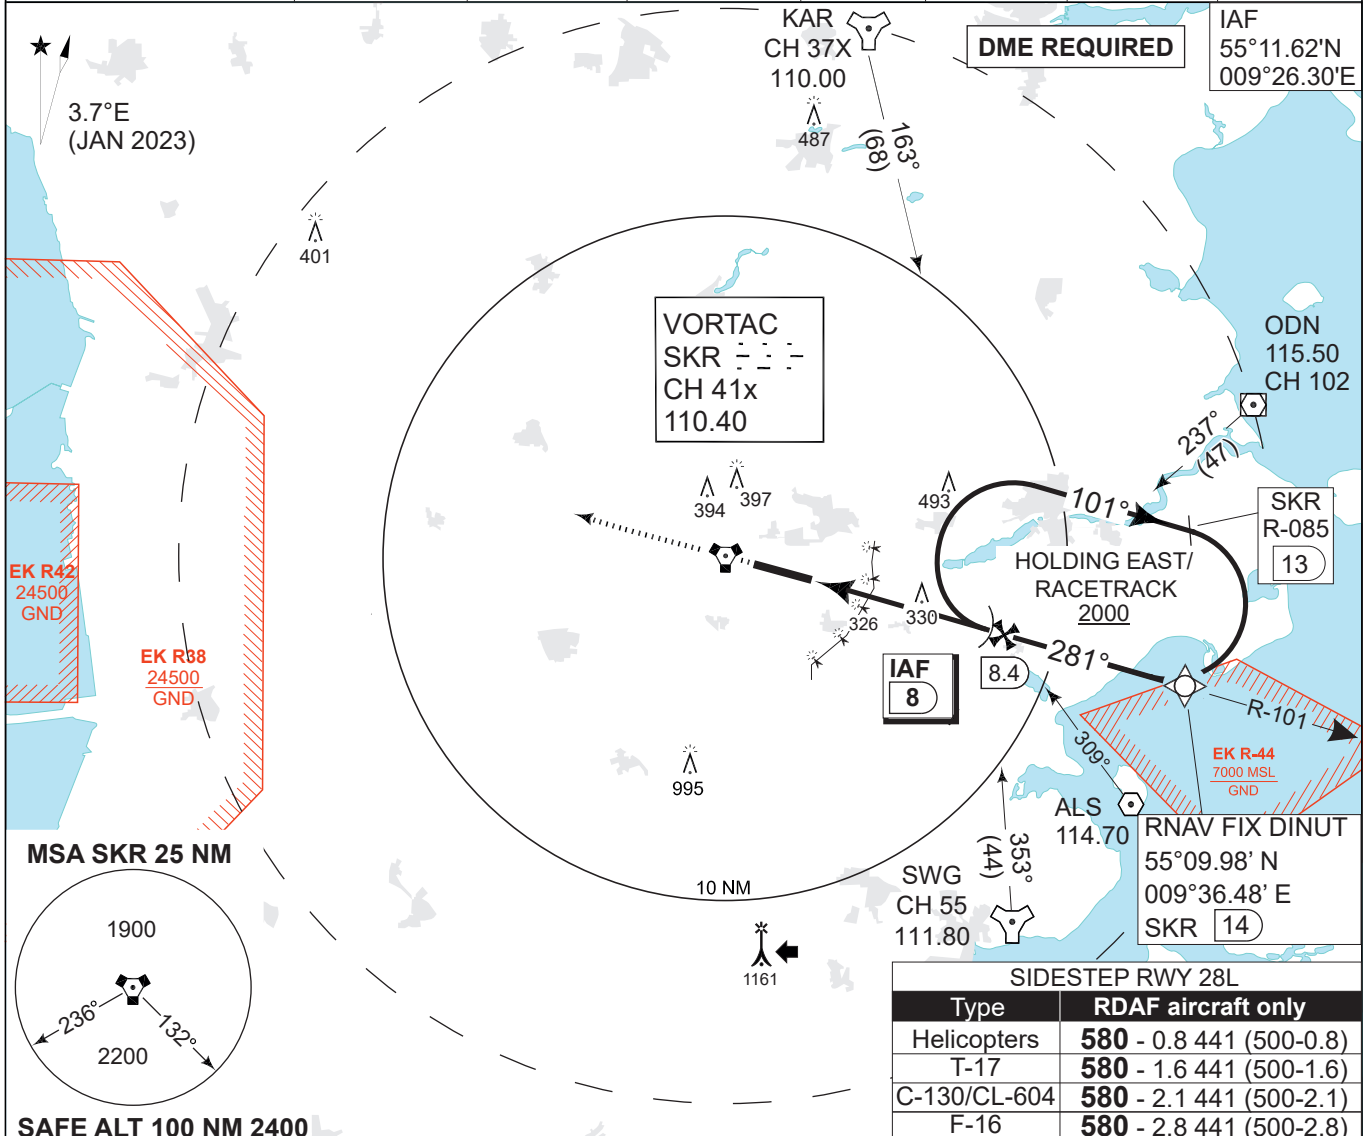 KAR
CH 37X
110.00
DME REQUIRED
IAF
55°11.62'N
009°26.30'E
3.7°E
(JAN 2023)
487
163°
(68)
401
VORTAC
SKR
CH 41x
110.40
ODN
115.50
CH 102
237°
(47)
394
397
493
101°
SKR
R-085
13
HOLDING EAST/
RACETRACK
2000
EK R42
24500
GND
326
330
EK R38
24500
GND
IAF
8
8.4
281°
R-101
309°
EK R-44
7000 MSL
GND
995
ALS
114.70
RNAV FIX DINUT
55°09.98' N
009°36.48' E
SKR 14
353°
(44)
SWG
CH 55
111.80
10 NM
1161
MSA SKR 25 NM
1900
236°
132°
2200
SAFE ALT 100 NM 2400
SIDESTEP RWY 28L
Type RDAF aircraft only
Helicopters 580 - 0.8 441 (500-0.8)
T-17 580 - 1.6 441 (500-1.6)
C-130/CL-604 580 - 2.1 441 (500-2.1)
F-16 580 - 2.8 441 (500-2.8)